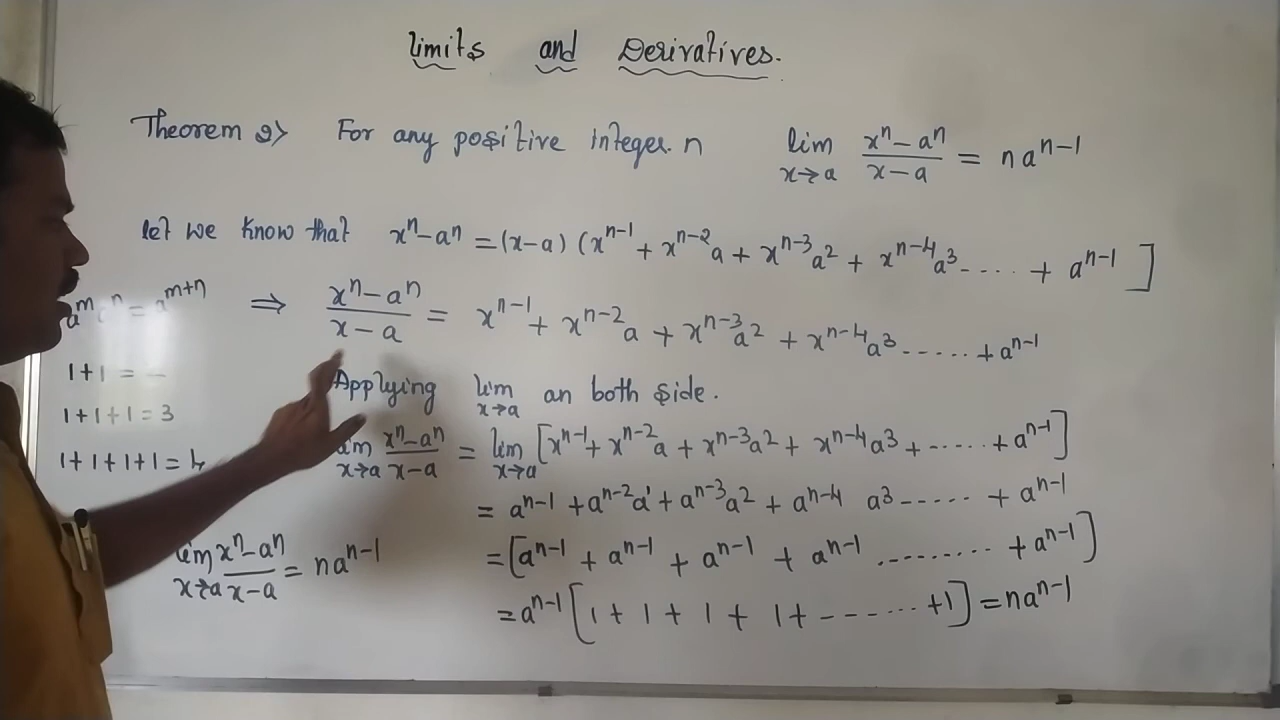 Limits and Derivatives.
Theorem 2> For any positive integer n lim x→a (xⁿ − aⁿ)/(x − a) = n aⁿ⁻¹
let we know that xⁿ − aⁿ = (x−a) (xⁿ⁻¹ + xⁿ⁻²a + xⁿ⁻³a² + xⁿ⁻⁴a³ ..... + aⁿ⁻¹ ]
⇒ (xⁿ − aⁿ)/(x − a) = xⁿ⁻¹ + xⁿ⁻²a + xⁿ⁻³a² + xⁿ⁻⁴a³ ...... + aⁿ⁻¹
Applying lim x→a an both side.
lim x→a (xⁿ−aⁿ)/(x−a) = lim x→a [xⁿ⁻¹ + xⁿ⁻²a + xⁿ⁻³a² + xⁿ⁻⁴a³ + ...... + aⁿ⁻¹]
= aⁿ⁻¹ + aⁿ⁻²a¹ + aⁿ⁻³a² + aⁿ⁻⁴ a³ ..... + aⁿ⁻¹
= [aⁿ⁻¹ + aⁿ⁻¹ + aⁿ⁻¹ + aⁿ⁻¹ ......... + aⁿ⁻¹]
= aⁿ⁻¹ [1 + 1 + 1 + 1 + ....... +1] = naⁿ⁻¹
= aᵐ⁺ⁿ
1+1 = –
1+1+1 = 3
1+1+1+1 = 4
lim x→a (xⁿ−aⁿ)/(x−a) = naⁿ⁻¹